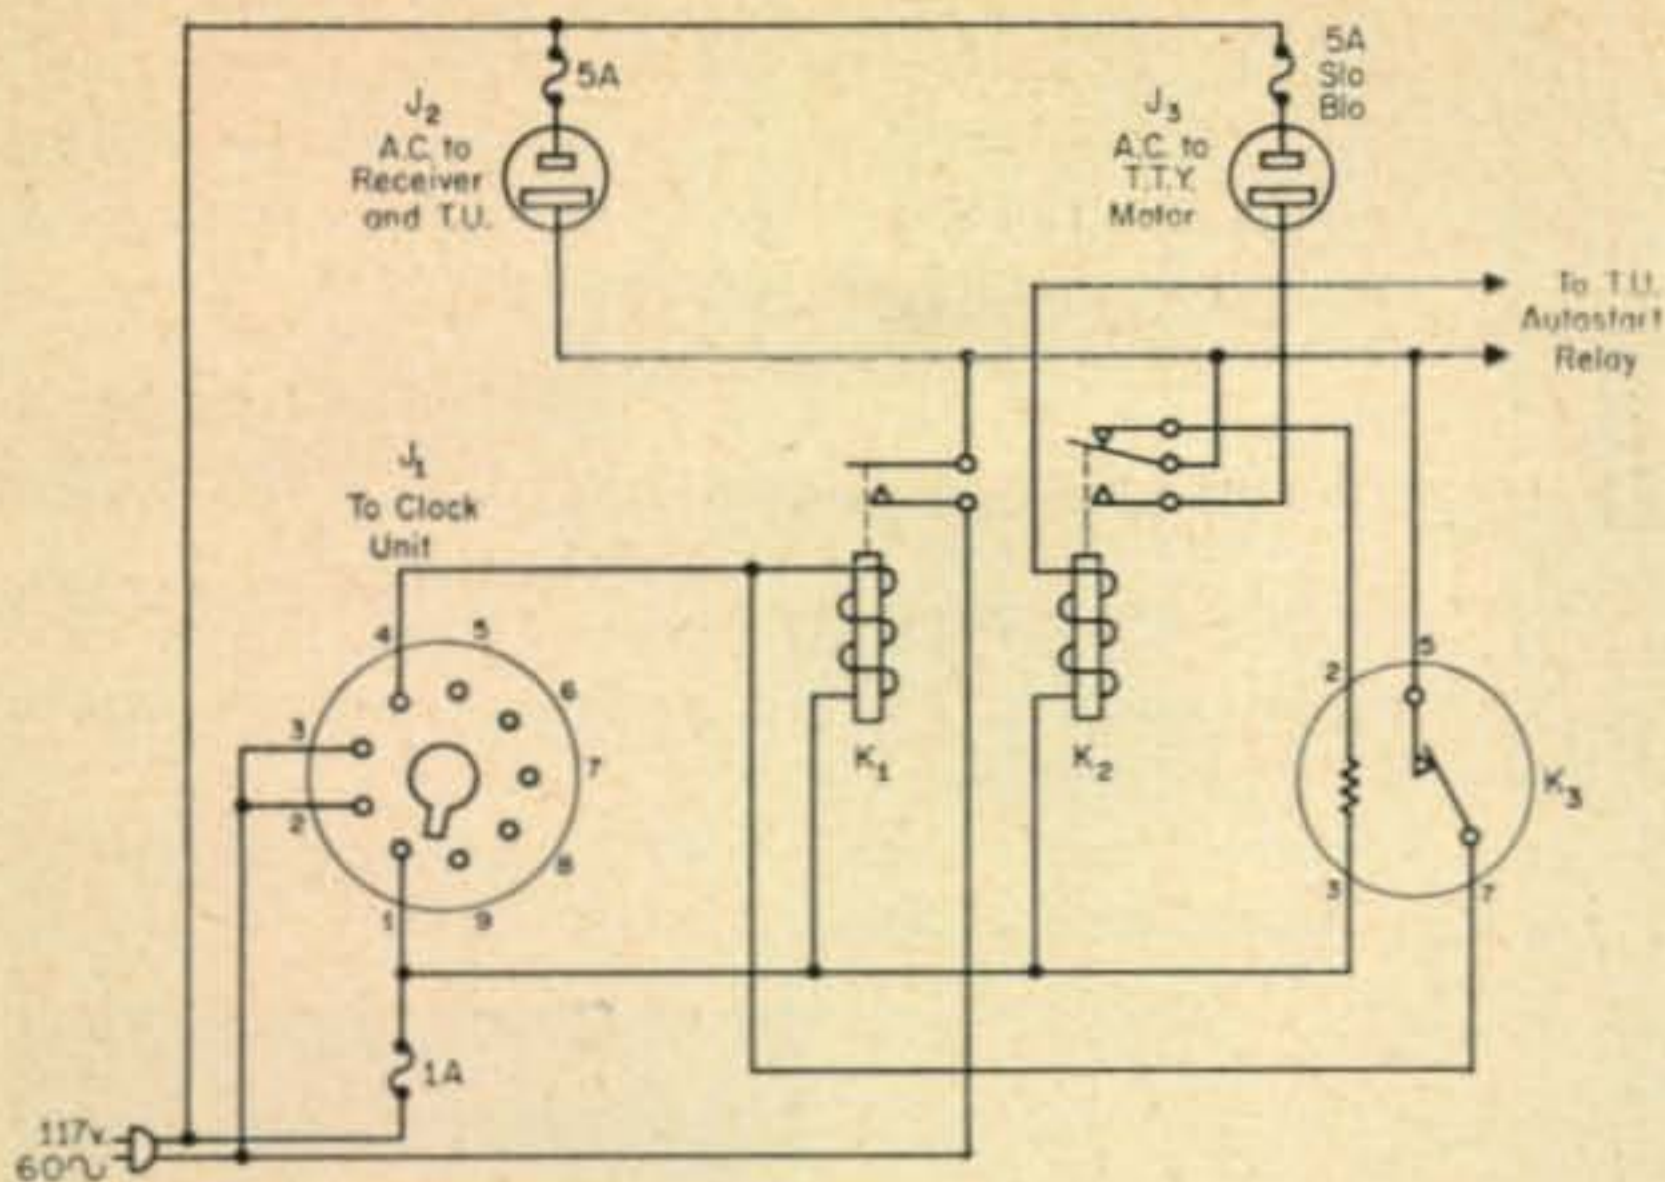 5A
5A
Slo
Blo
J2
A.C. to
Receiver
and T.U.
J3
A.C. to
T.T.Y.
Motor
To T.U.
Autostart
Relay
J1
To Clock
Unit
4
5
6
3
7
2
8
1
9
K1
K2
2
5
K3
3
7
1A
117v.
60~